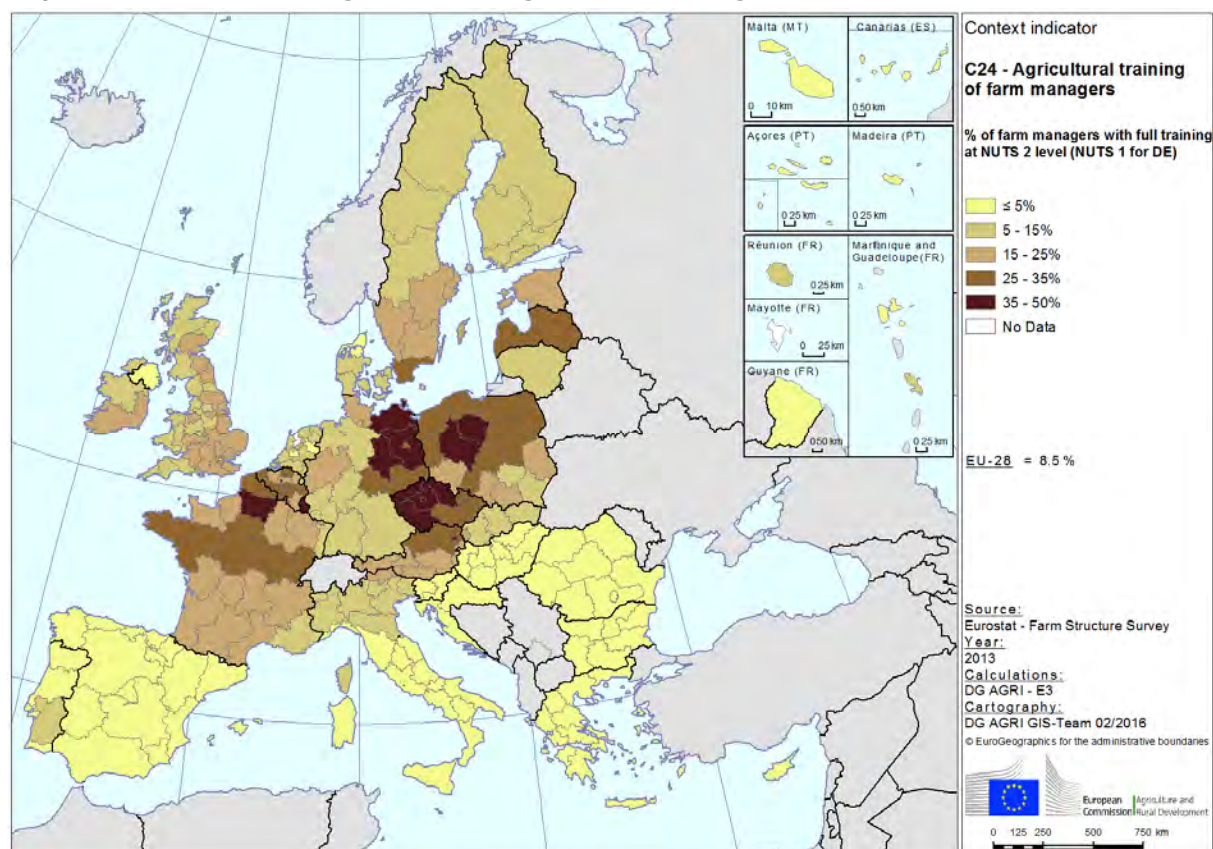 Malta (MT)
0 10 km
Canarias (ES)
0 50 km
Açores (PT)
0 25 km
Madeira (PT)
0 25 km
Réunion (FR)
0 25 km
Martinique and
Guadeloupe (FR)
0 25 km
Mayotte (FR)
0 25 km
Guyane (FR)
0 50 km
Context indicator
C24 - Agricultural training
of farm managers
% of farm managers with full training
at NUTS 2 level (NUTS 1 for DE)
≤ 5%
5 - 15%
15 - 25%
25 - 35%
35 - 50%
No Data
EU-28 = 8.5 %
Source:
Eurostat - Farm Structure Survey
Year:
2013
Calculations:
DG AGRI - E3
Cartography:
DG AGRI GIS-Team 02/2016
© EuroGeographics for the administrative boundaries
European
Commission
Agriculture and
Rural Development
0 125 250 500 750 km